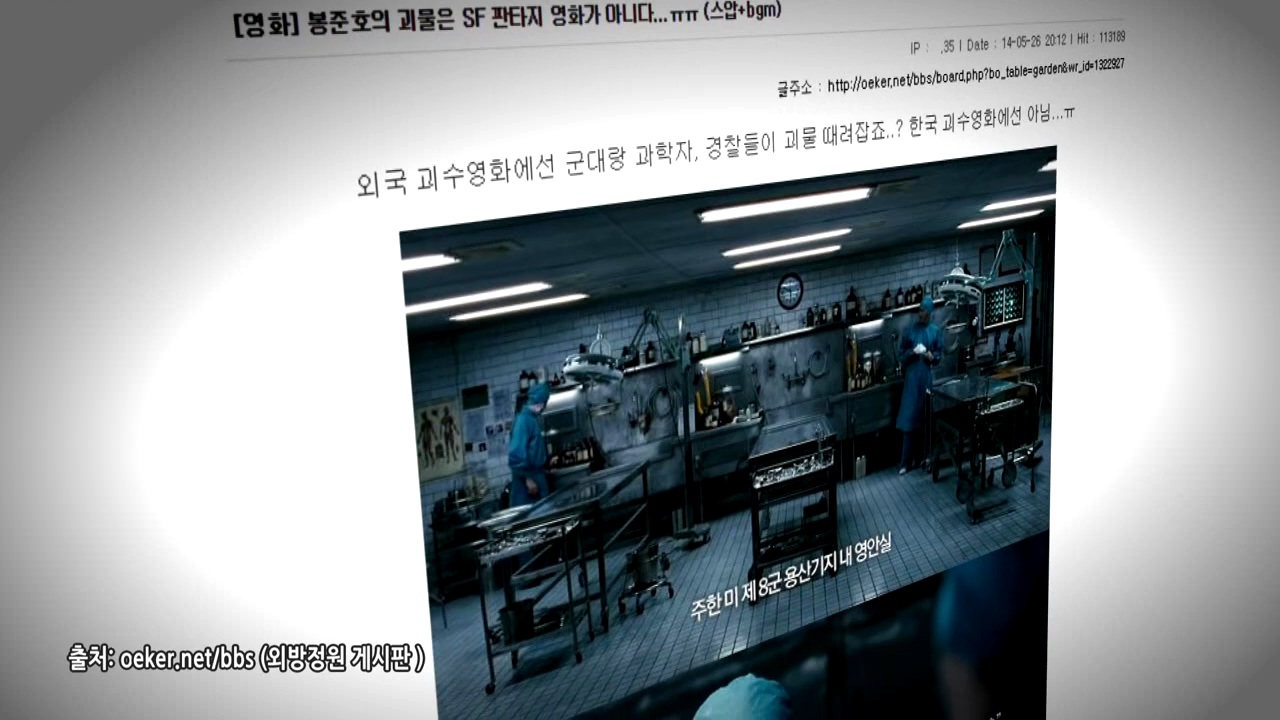 [영화] 봉준호의 괴물은 SF 판타지 영화가 아니다...ㅠㅠ (스압+bgm)
IP : .35 | Date : 14-05-26 20:12 | Hit : 113189
글주소 : http://oeker.net/bbs/board.php?bo_table=garden&wr_id=1322927
외국 괴수영화에선 군대랑 과학자, 경찰들이 괴물 때려잡죠..? 한국 괴수영화에선 아님...ㅠ
주한 미 제 8군 용산기지 내 영안실
출처: oeker.net/bbs (외방정원 게시판 )